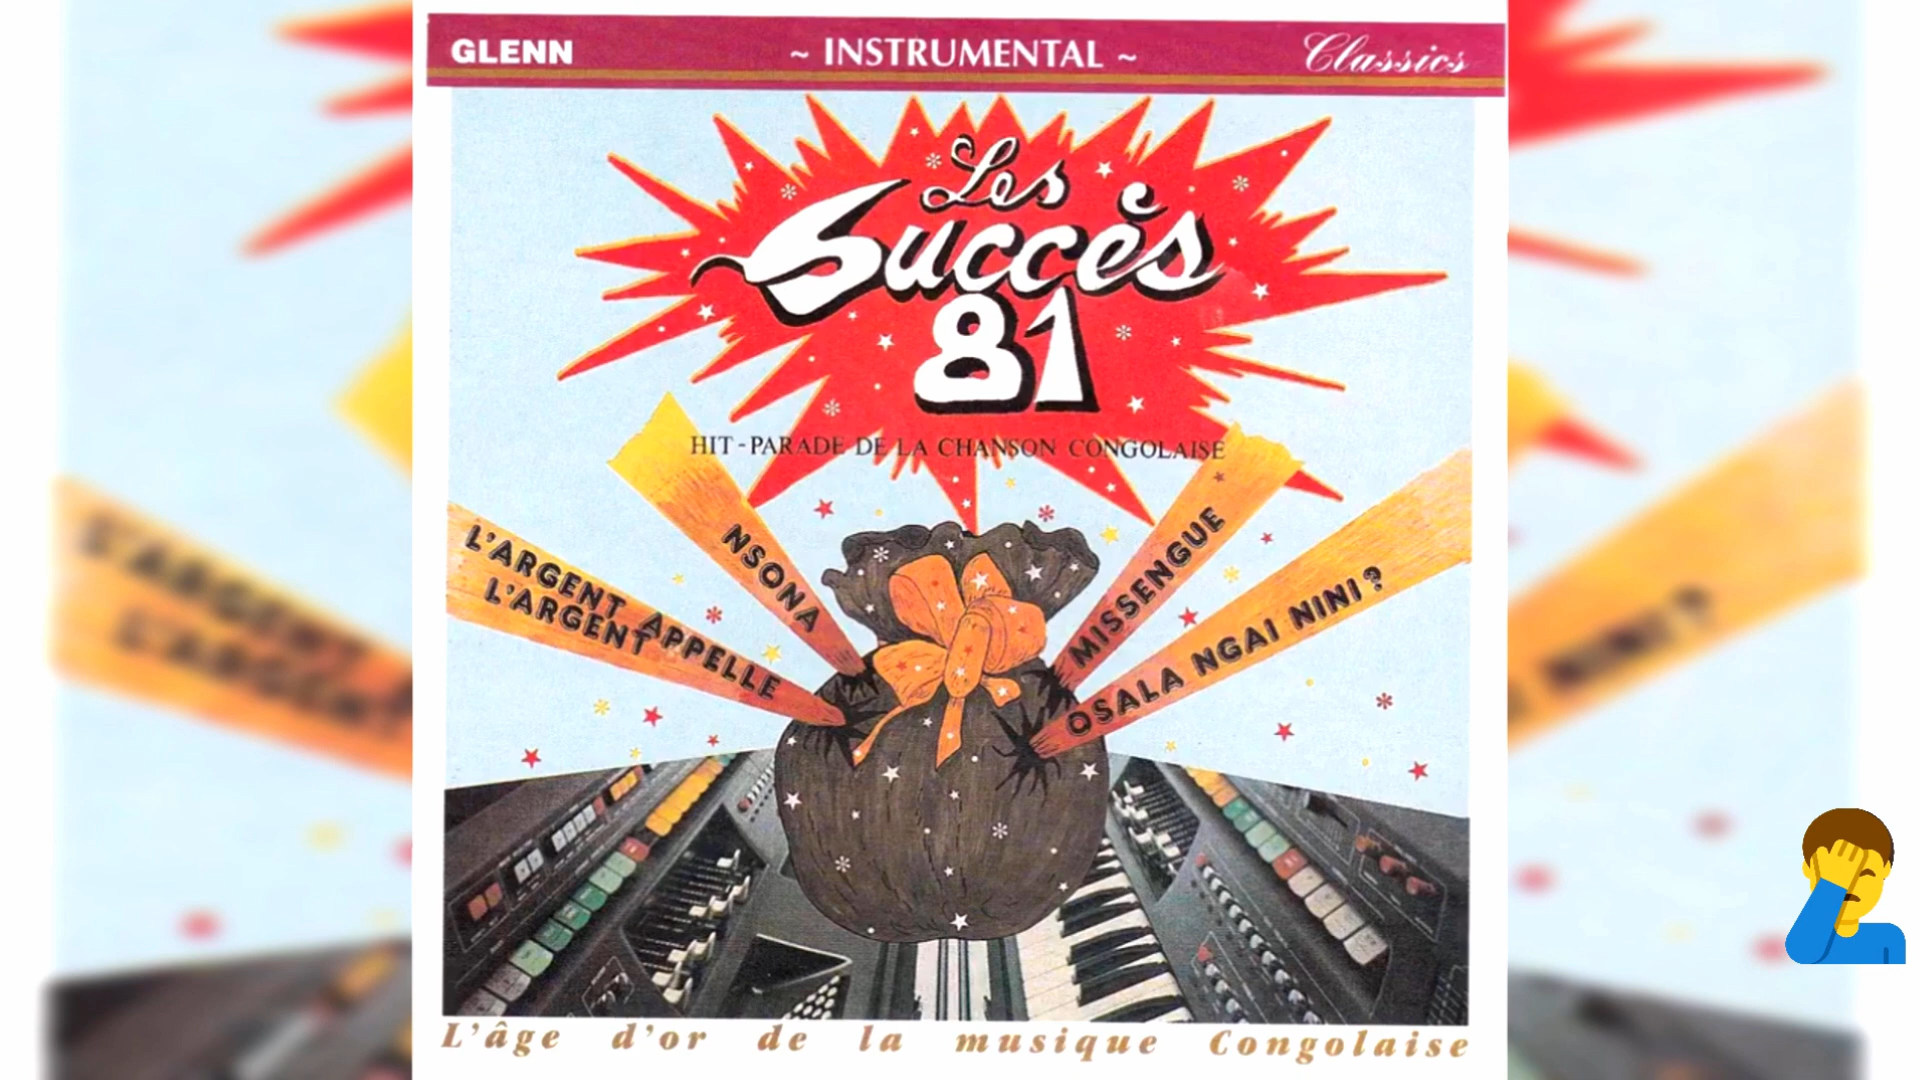 GLENN
~ INSTRUMENTAL ~
Classics
Les
Succès
81
HIT-PARADE DE LA CHANSON CONGOLAISE
L'ARGENT APPELLE
L'ARGENT
NSONA
MISSENGUE
OSALA NGAI NINI?
L'âge d'or de la musique Congolaise